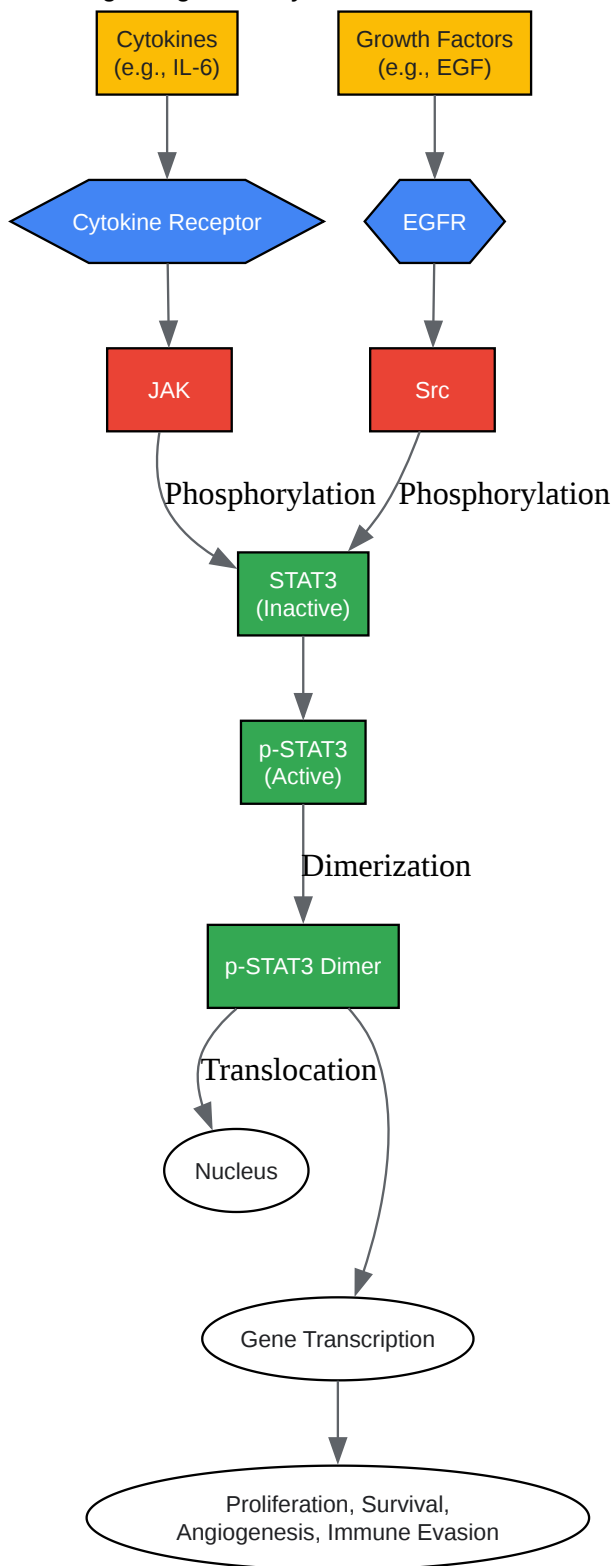 Cytokines
(e.g., IL-6)
Growth Factors
(e.g., EGF)
Cytokine Receptor
EGFR
JAK
Src
Phosphorylation
Phosphorylation
STAT3
(Inactive)
p-STAT3
(Active)
Dimerization
p-STAT3 Dimer
Translocation
Nucleus
Gene Transcription
Proliferation, Survival,
Angiogenesis, Immune Evasion